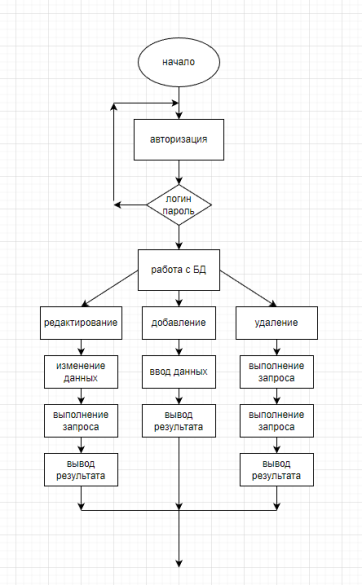 начало
авторизация
логин
пароль
работа с БД
редактирование
добавление
удаление
изменение
данных
ввод данных
выполнение
запроса
выполнение
запроса
вывод
результата
выполнение
запроса
вывод
результата
вывод
результата